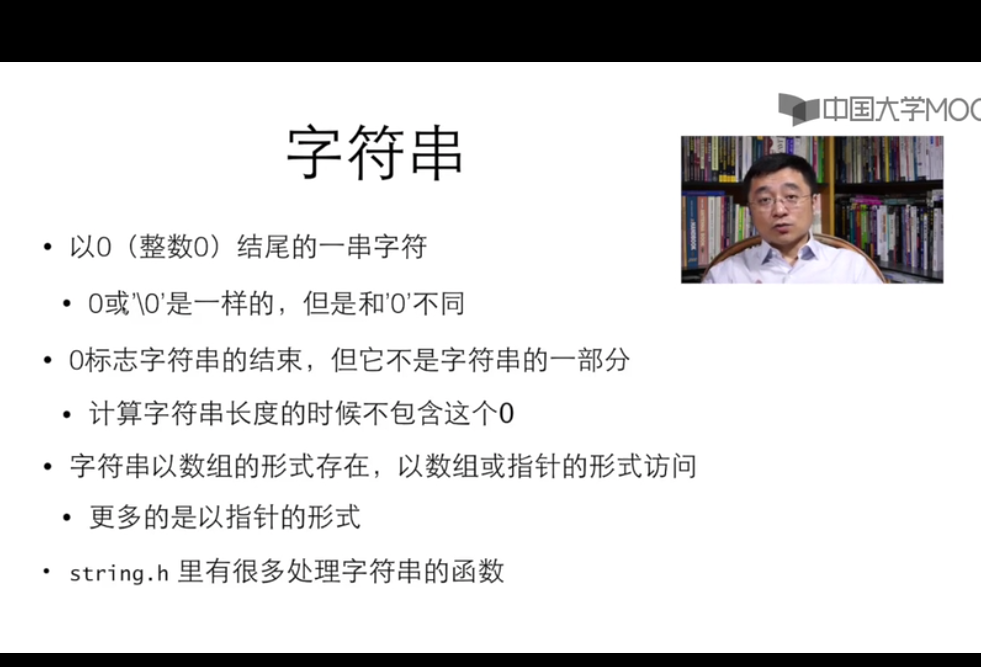 中国大学MOO
字符串
• 以0（整数0）结尾的一串字符
• 0或’\0’是一样的，但是和’0’不同
• 0标志字符串的结束，但它不是字符串的一部分
• 计算字符串长度的时候不包含这个0
• 字符串以数组的形式存在，以数组或指针的形式访问
• 更多的是以指针的形式
• string.h 里有很多处理字符串的函数